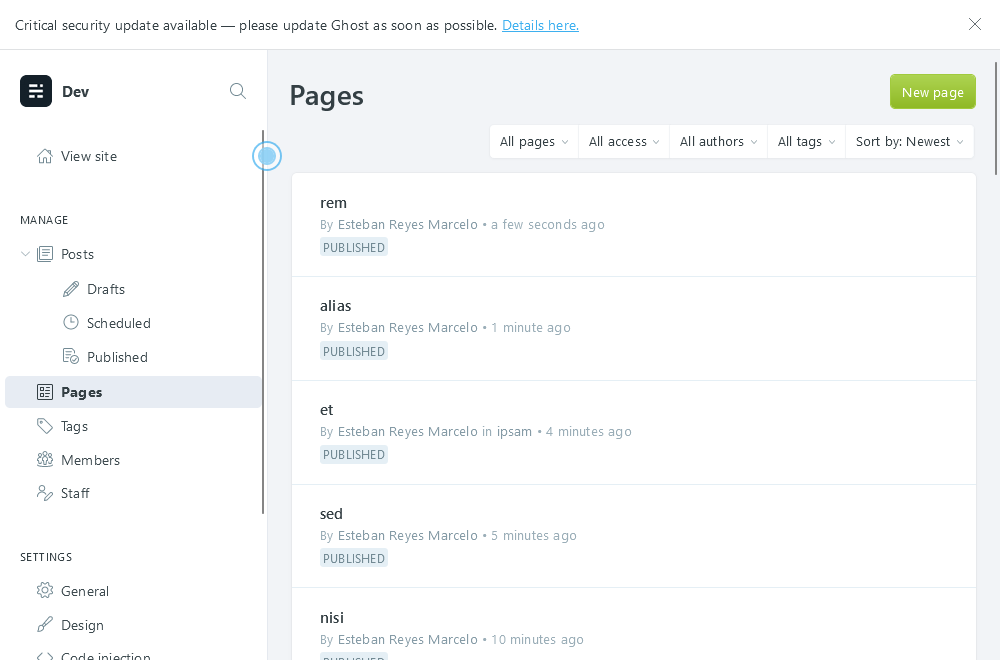 Critical security update available — please update Ghost as soon as possible. Details here.
Dev
View site
MANAGE
Posts
Drafts
Scheduled
Published
Pages
Tags
Members
Staff
SETTINGS
General
Design
Code injection
Pages
New page
All pages
All access
All authors
All tags
Sort by: Newest
rem
By Esteban Reyes Marcelo • a few seconds ago
PUBLISHED
alias
By Esteban Reyes Marcelo • 1 minute ago
PUBLISHED
et
By Esteban Reyes Marcelo in ipsam • 4 minutes ago
PUBLISHED
sed
By Esteban Reyes Marcelo • 5 minutes ago
PUBLISHED
nisi
By Esteban Reyes Marcelo • 10 minutes ago
PUBLISHED